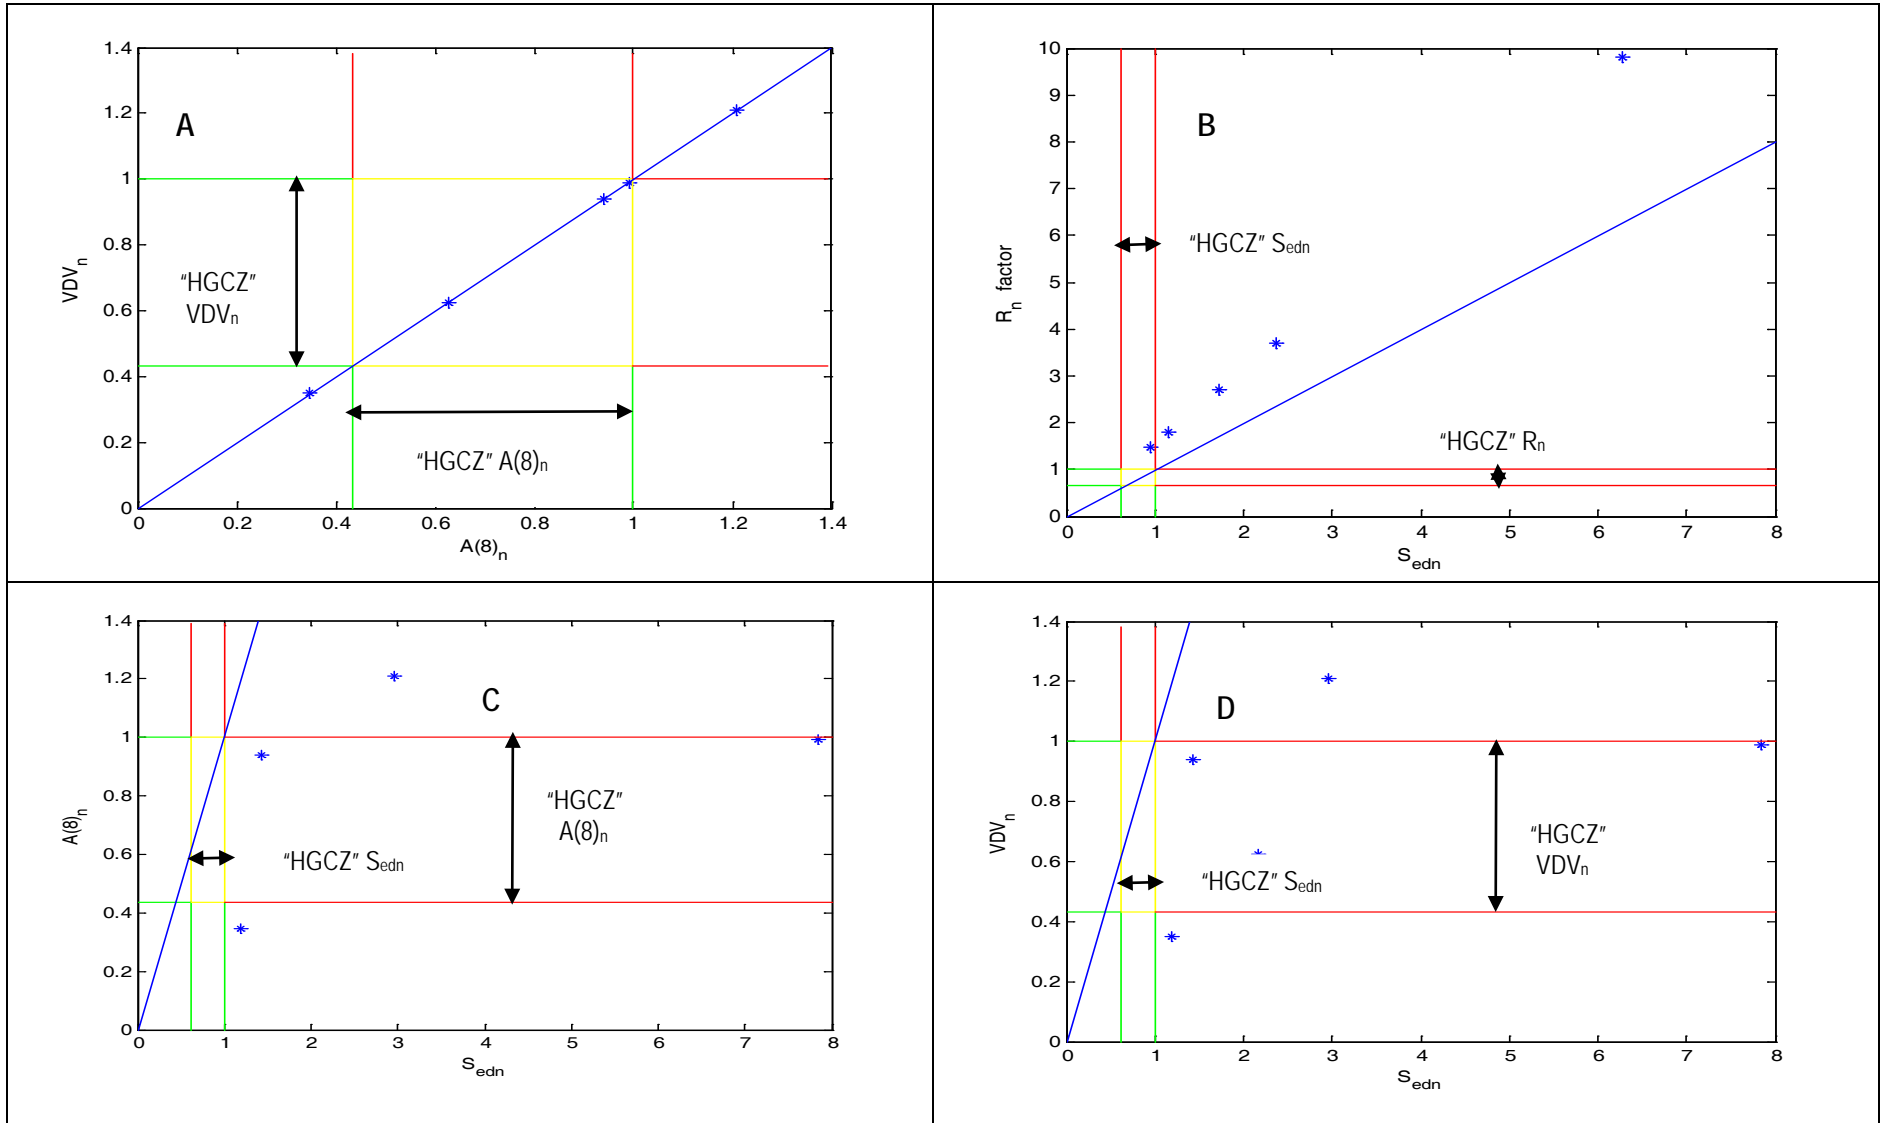 1.4
1.2
1
0.8
0.6
0.4
0.2
0
VDVn
A
“HGCZ”
VDVn
“HGCZ” A(8)n
0 0.2 0.4 0.6 0.8 1 1.2 1.4
A(8)n
10
9
8
7
6
5
4
3
2
1
0
Rn factor
B
“HGCZ” Sedn
“HGCZ” Rn
0 1 2 3 4 5 6 7 8
Sedn
1.4
1.2
1
0.8
0.6
0.4
0.2
0
A(8)n
C
“HGCZ”
A(8)n
“HGCZ” Sedn
0 1 2 3 4 5 6 7 8
Sedn
1.4
1.2
1
0.8
0.6
0.4
0.2
0
VDVn
D
“HGCZ”
VDVn
“HGCZ” Sedn
0 1 2 3 4 5 6 7 8
Sedn